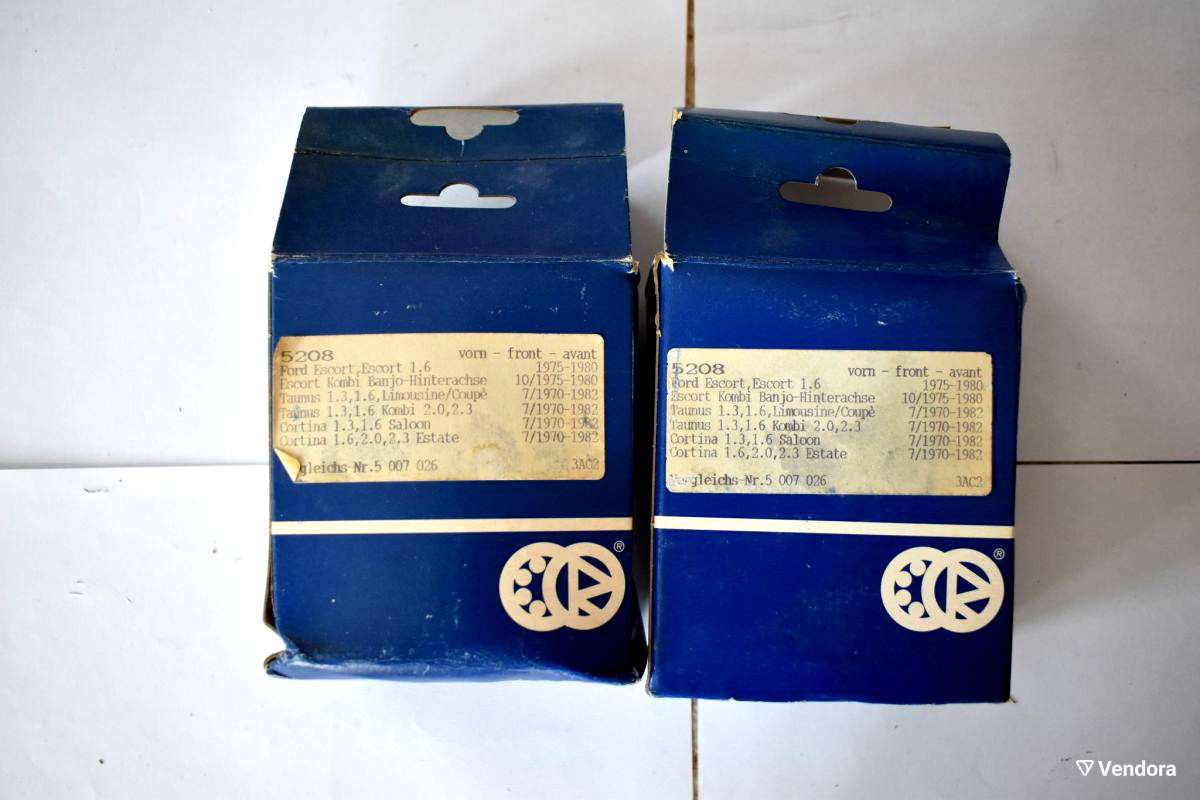 5208 vorn - front - avant
Ford Escort,Escort 1.6 1975-1980
Escort Kombi Banjo-Hinterachse 10/1975-1980
Taunus 1.3,1.6,Limousine/Coupè 7/1970-1982
Taunus 1.3,1.6 Kombi 2.0,2.3 7/1970-1982
Cortina 1.3,1.6 Saloon 7/1970-1982
Cortina 1.6,2.0,2.3 Estate 7/1970-1982
gleichs-Nr.5 007 026 3AC2
®
5208 vorn - front - avant
Ford Escort,Escort 1.6 1975-1980
Escort Kombi Banjo-Hinterachse 10/1975-1980
Taunus 1.3,1.6,Limousine/Coupè 7/1970-1982
Taunus 1.3,1.6 Kombi 2.0,2.3 7/1970-1982
Cortina 1.3,1.6 Saloon 7/1970-1982
Cortina 1.6,2.0,2.3 Estate 7/1970-1982
Vergleichs-Nr.5 007 026 3AC2
®
Vendora